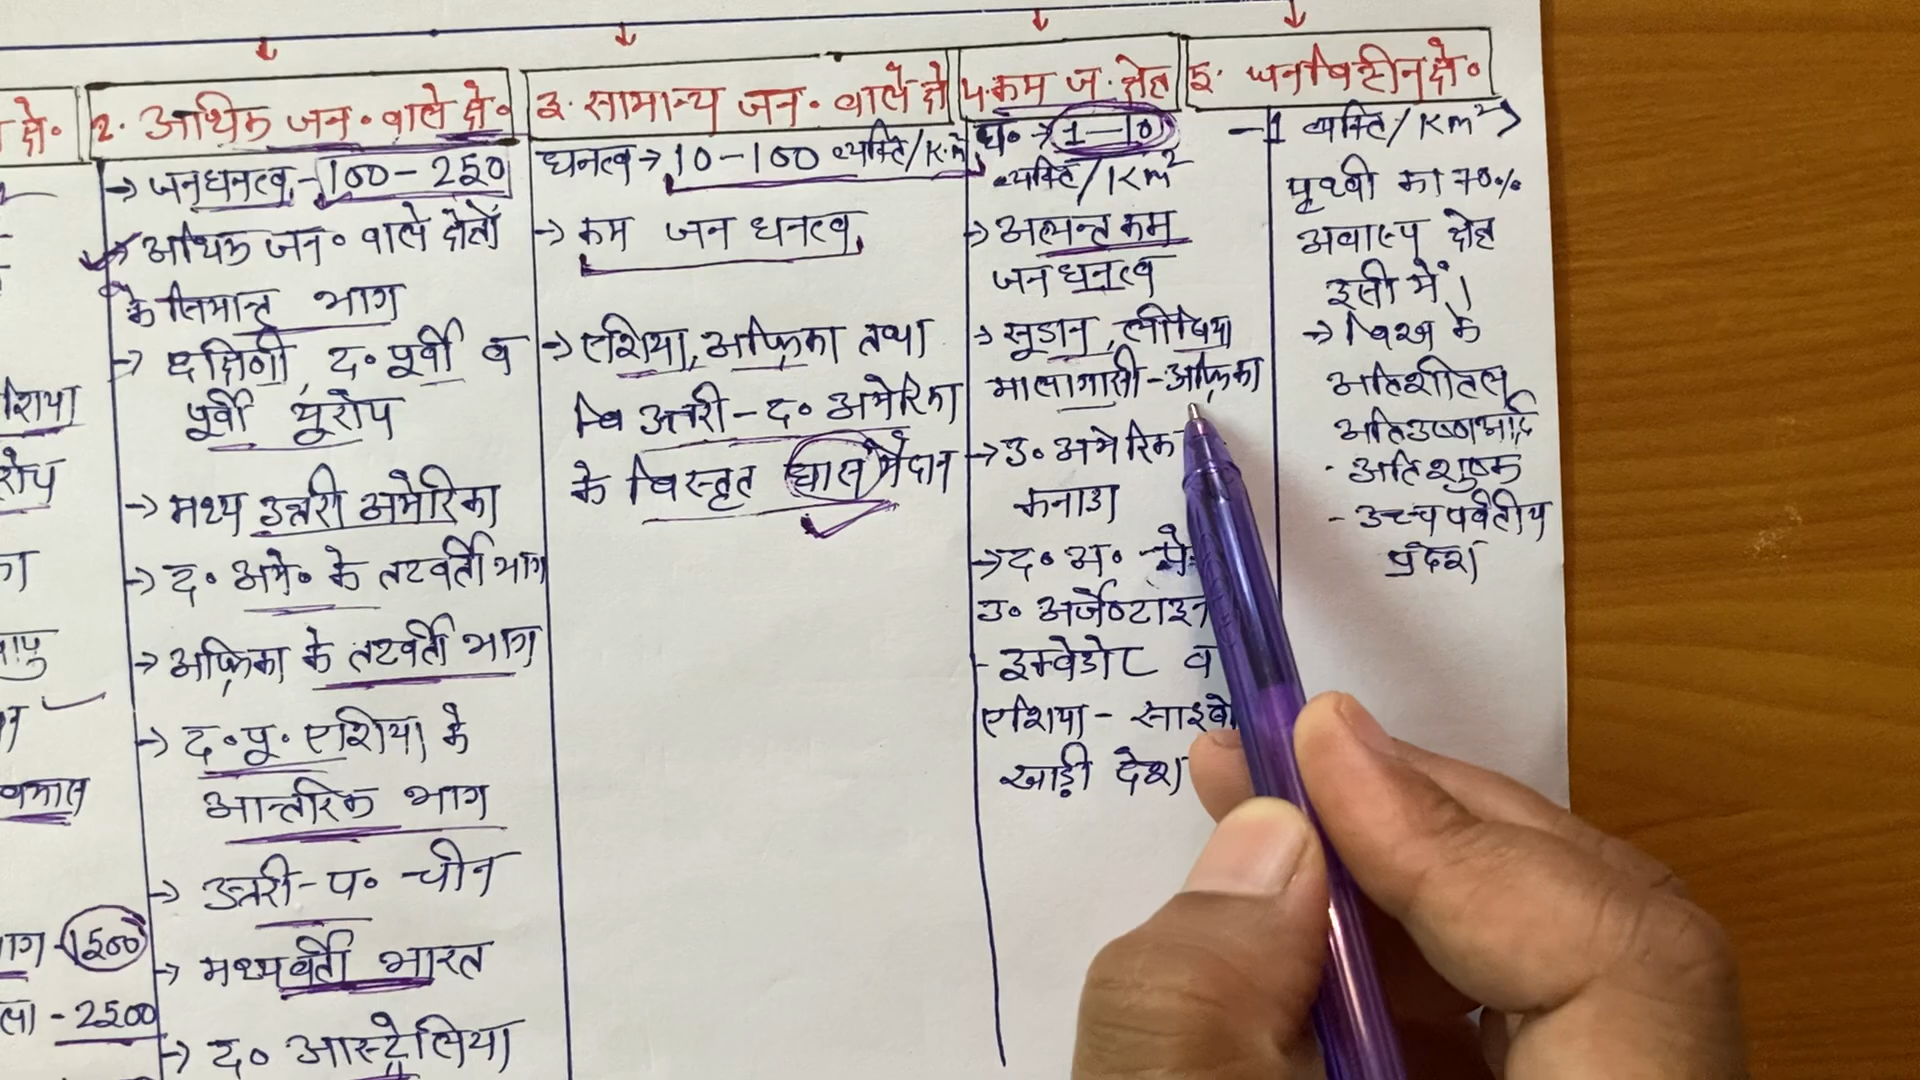 क्षे॰
2. अधिक जन॰ वाले क्षे॰
→ जनघनत्व - 100-250
→ अधिक जन॰ वाले क्षेत्रों
के सिमान्त भाग
→ दक्षिणी, द॰ पूर्वी व
पूर्वी यूरोप
→ मध्य उत्तरी अमेरिका
→ द॰ अमे॰ के तटवर्ती भाग
→ अफ्रिका के तटवर्ती भाग
→ द॰पू॰ एशिया के
आन्तरिक भाग
→ उत्तरी-प॰ चीन
→ मध्यवर्ती भारत
→ द॰ आस्ट्रेलिया
1500
- 2500
3. सामान्य जन॰ वाले क्षे
घनत्व → 10-100 व्यक्ति/K.m²
→ कम जन घनत्व
→ एशिया, अफ्रिका तथा
उत्तरी-द॰ अमेरिका
के विस्तृत घास मैदान
4. कम ज॰ क्षेत्र
घ॰ → 1-10
व्यक्ति/Km²
→ अत्यन्त कम
जन घनत्व
→ सूडान, लीबिया
मालागासी-अफ्रिका
→ उ॰ अमेरिक
कनाडा
→ द॰ अ॰
उ॰ अर्जेण्टाइन
- इक्वेडोर व
एशिया - साइबे
खाड़ी देश
5. जनविहीन क्षे॰
-1 व्यक्ति/Km²
पृथ्वी का 70%
क्षेत्र
इसी में।
→ विश्व के
अतिशीतल
अतिउष्णआर्द्र
· अतिशुष्क
- उच्च पर्वतीय
प्रदेश